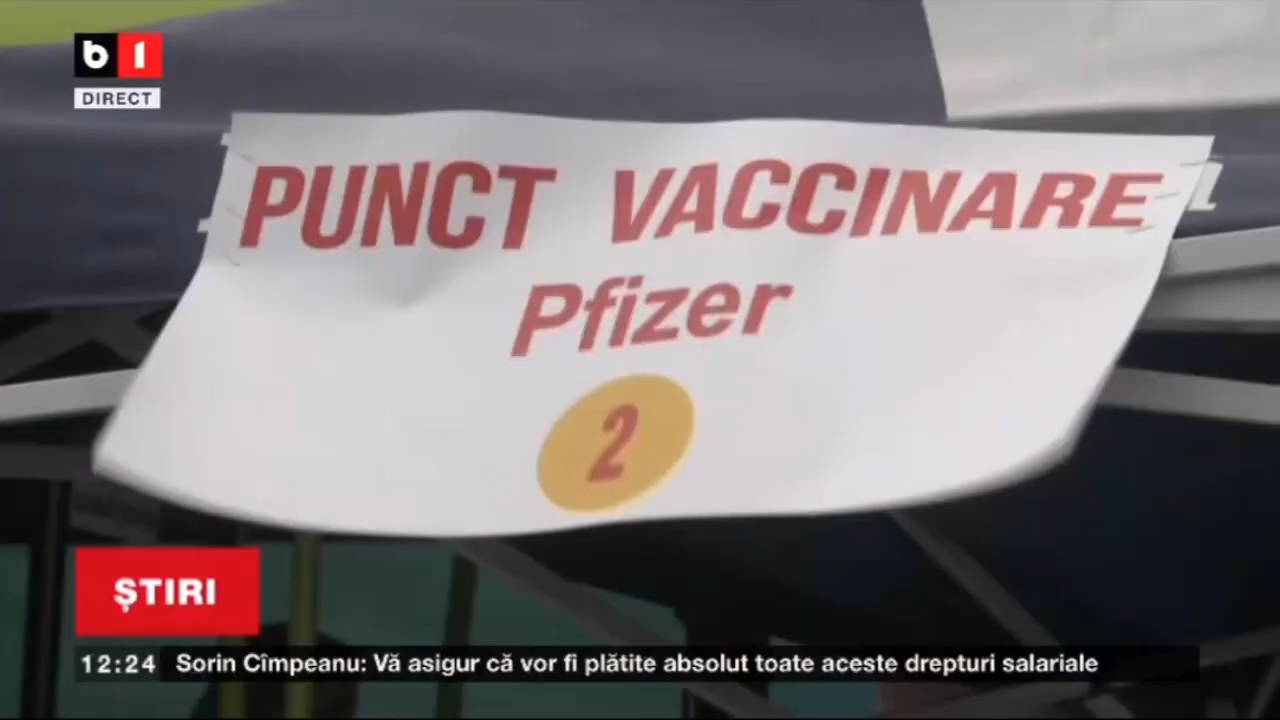 b1
DIRECT
PUNCT VACCINARE
Pfizer
2
ȘTIRI
12:24 Sorin Cîmpeanu: Vă asigur că vor fi plătite absolut toate aceste drepturi salariale